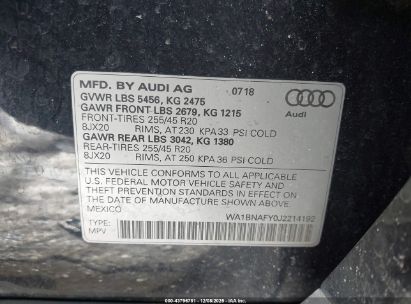 MFD. BY AUDI AG 0718
GVWR LBS 5456, KG 2475
GAWR FRONT LBS 2679, KG 1215
FRONT-TIRES 255/45 R20
8JX20 RIMS, AT 230 KPA 33 PSI COLD
GAWR REAR LBS 3042, KG 1380
REAR-TIRES 255/45 R20
8JX20 RIMS, AT 250 KPA 36 PSI COLD
Audi
THIS VEHICLE CONFORMS TO ALL APPLICABLE
U.S. FEDERAL MOTOR VEHICLE SAFETY AND
THEFT PREVENTION STANDARDS IN EFFECT
ON THE DATE OF MANUFACTURE SHOWN ABOVE
MEXICO
TYPE: WA1BNAFY0J2214192
MPV